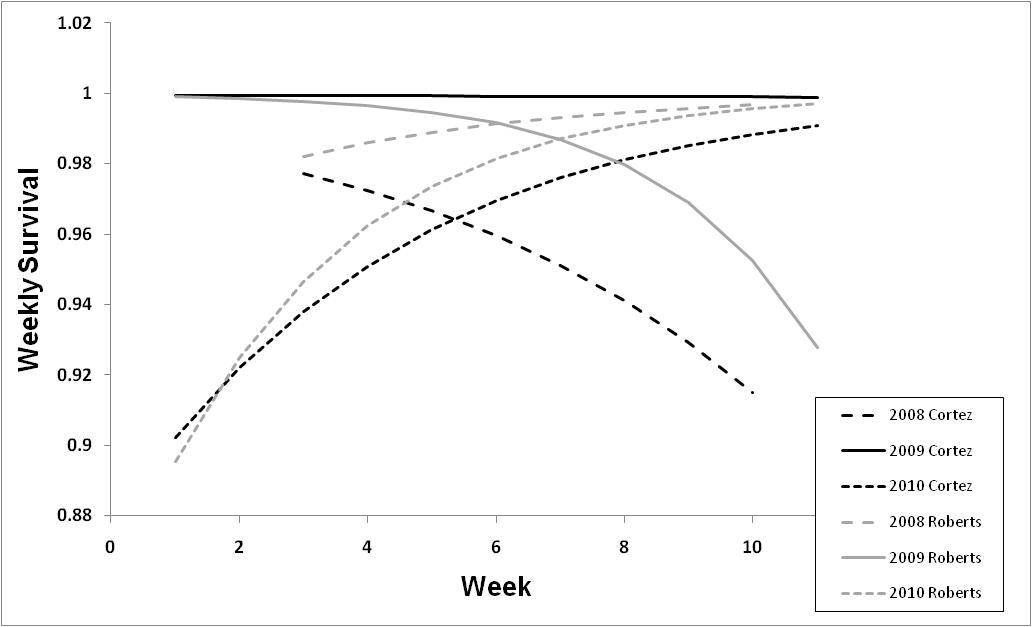 1.02
1
0.98
0.96
0.94
0.92
0.9
0.88
Weekly Survival
0 2 4 6 8 10
Week
2008 Cortez
2009 Cortez
2010 Cortez
2008 Roberts
2009 Roberts
2010 Roberts